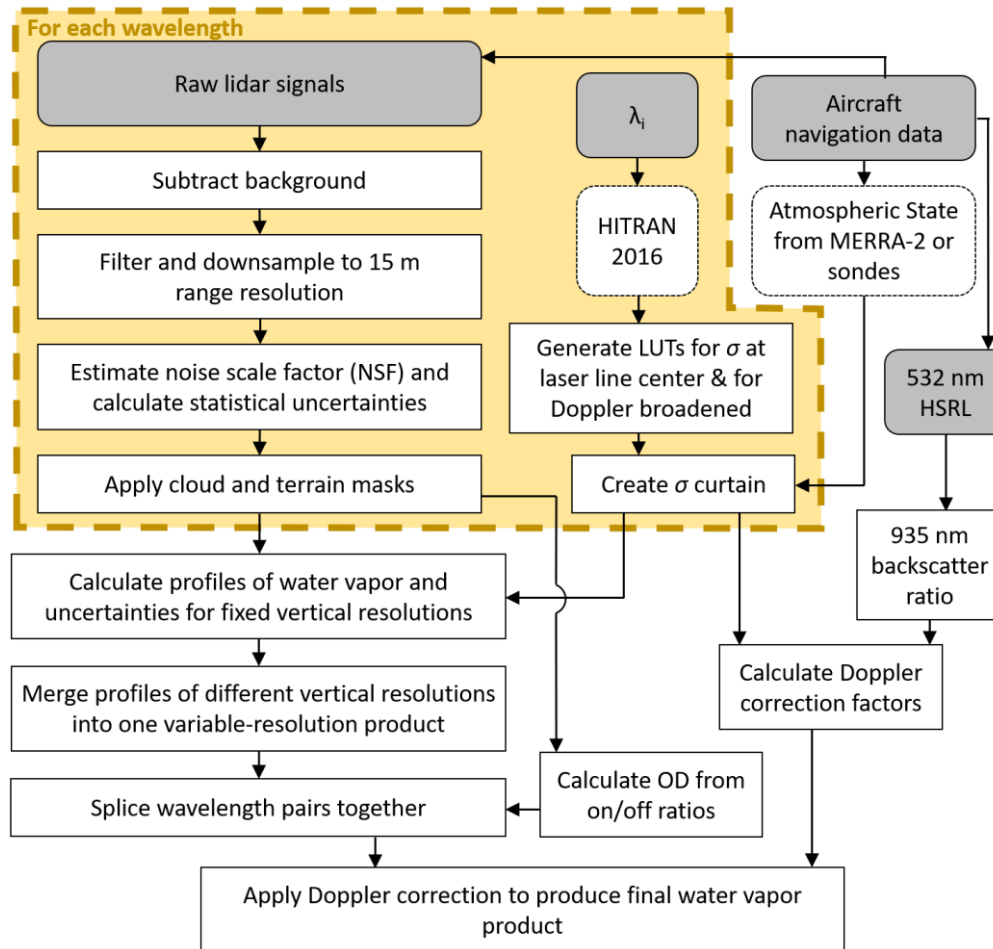 For each wavelength
Raw lidar signals
λi
Aircraft
navigation data
Subtract background
HITRAN
2016
Atmospheric State
from MERRA-2 or
sondes
Filter and downsample to 15 m
range resolution
Generate LUTs for σ at
laser line center & for
Doppler broadened
532 nm
HSRL
Estimate noise scale factor (NSF) and
calculate statistical uncertainties
Apply cloud and terrain masks
Create σ curtain
935 nm
backscatter
ratio
Calculate profiles of water vapor and
uncertainties for fixed vertical resolutions
Calculate Doppler
correction factors
Merge profiles of different vertical resolutions
into one variable-resolution product
Calculate OD from
on/off ratios
Splice wavelength pairs together
Apply Doppler correction to produce final water vapor
product